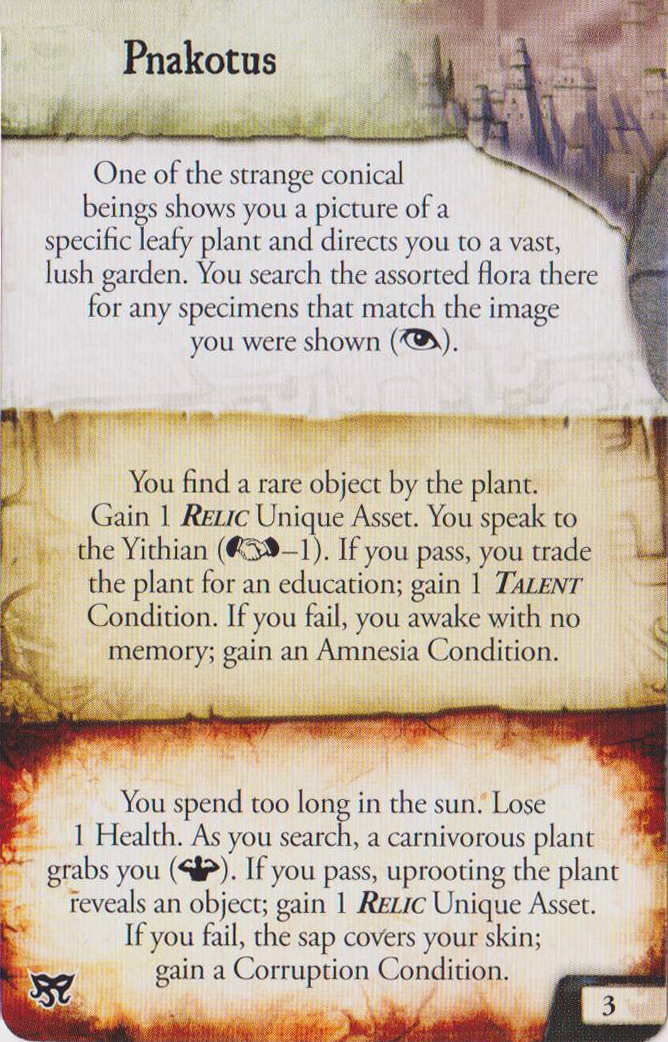 Pnakotus
One of the strange conical
beings shows you a picture of a
specific leafy plant and directs you to a vast,
lush garden. You search the assorted flora there
for any specimens that match the image
you were shown ( ).
You find a rare object by the plant.
Gain 1 RELIC Unique Asset. You speak to
the Yithian ( –1). If you pass, you trade
the plant for an education; gain 1 TALENT
Condition. If you fail, you awake with no
memory; gain an Amnesia Condition.
You spend too long in the sun. Lose
1 Health. As you search, a carnivorous plant
grabs you ( ). If you pass, uprooting the plant
reveals an object; gain 1 RELIC Unique Asset.
If you fail, the sap covers your skin;
gain a Corruption Condition.
3